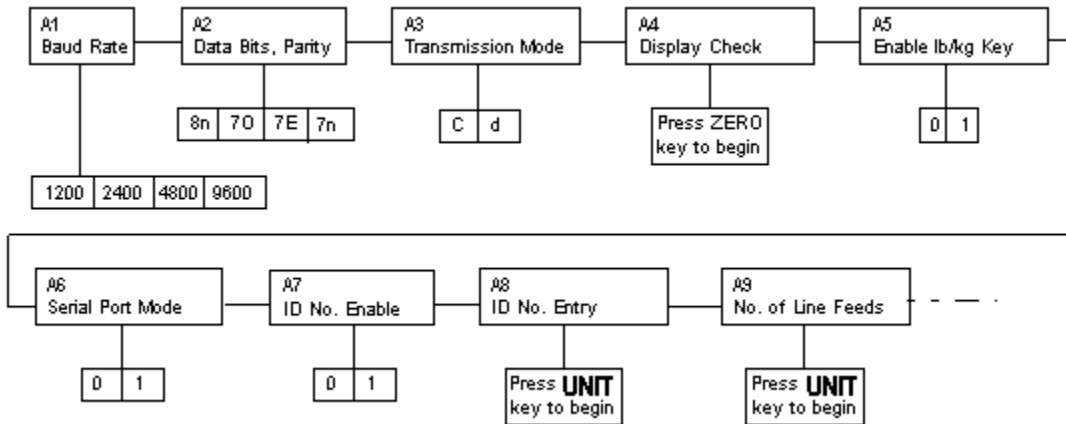 A1
Baud Rate
A2
Data Bits, Parity
A3
Transmission Mode
A4
Display Check
A5
Enable lb/kg Key
8n 7O 7E 7n
C d
Press ZERO
key to begin
0 1
1200 2400 4800 9600
A6
Serial Port Mode
A7
ID No. Enable
A8
ID No. Entry
A9
No. of Line Feeds
0 1
0 1
Press UNIT
key to begin
Press UNIT
key to begin